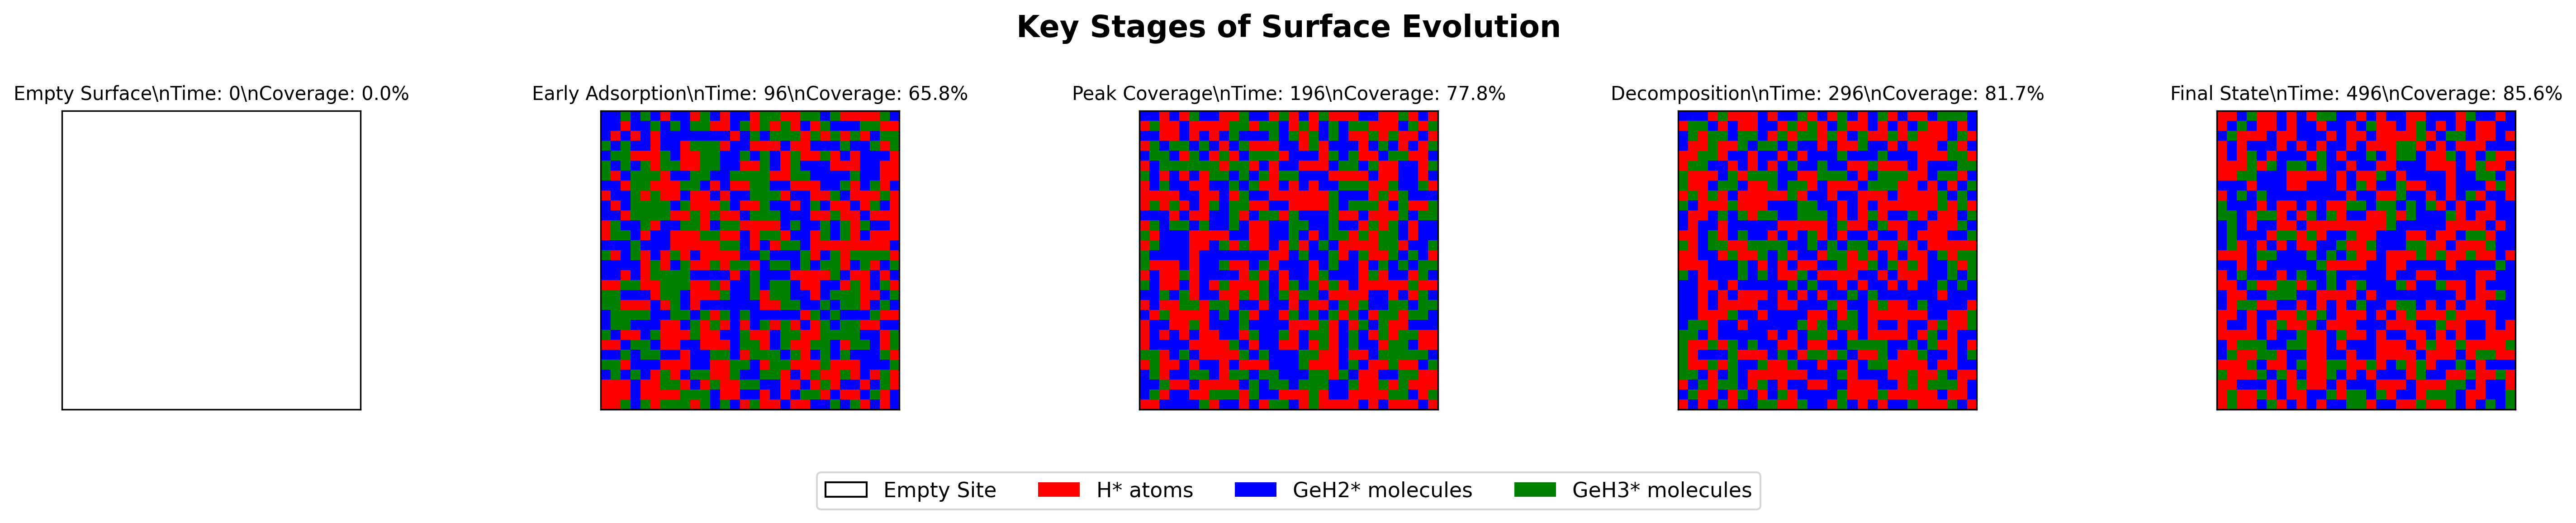 Key Stages of Surface Evolution
Empty Surface\nTime: 0\nCoverage: 0.0%
Early Adsorption\nTime: 96\nCoverage: 65.8%
Peak Coverage\nTime: 196\nCoverage: 77.8%
Decomposition\nTime: 296\nCoverage: 81.7%
Final State\nTime: 496\nCoverage: 85.6%
Empty Site
H* atoms
GeH2* molecules
GeH3* molecules